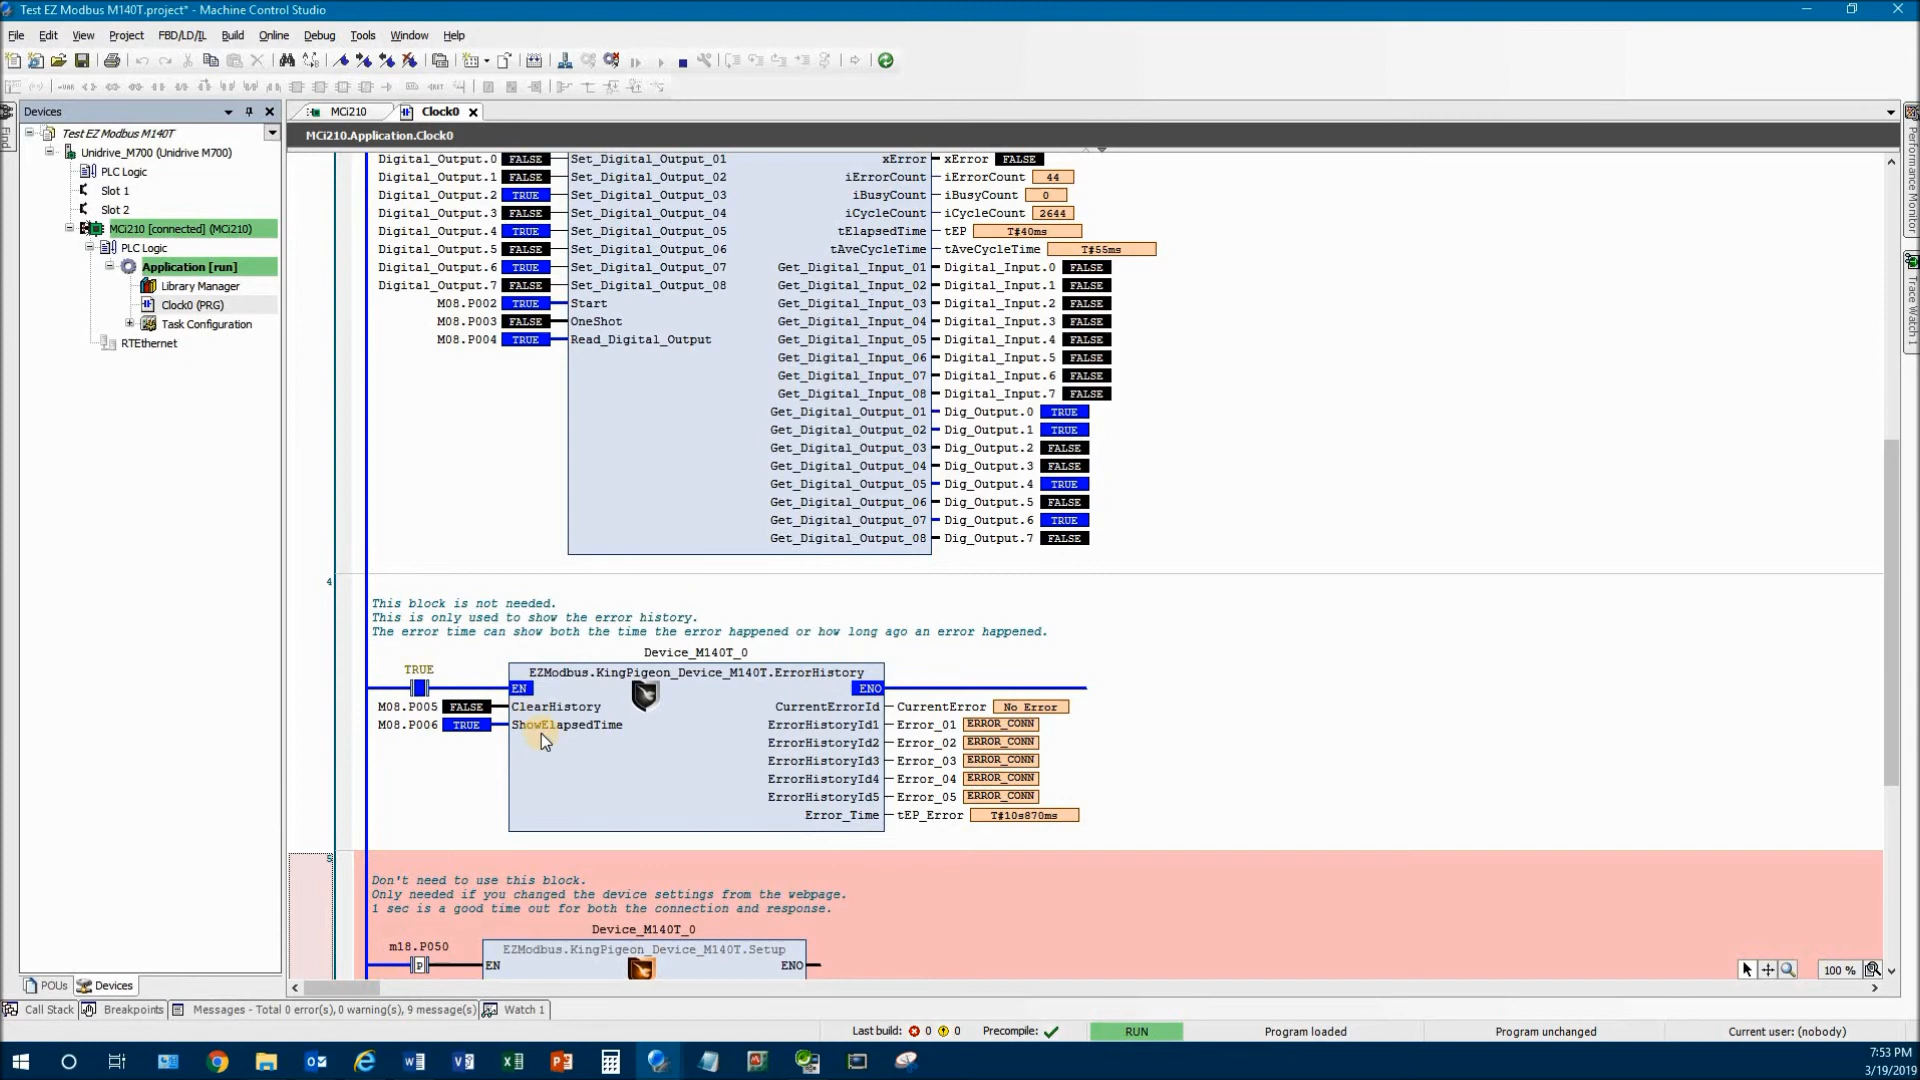 Test EZ Modbus M140T.project* - Machine Control Studio
File Edit View Project FBD/LD/IL Build Online Debug Tools Window Help
Devices
Test EZ Modbus M140T
Unidrive_M700 (Unidrive M700)
PLC Logic
Slot 1
Slot 2
MCi210 [connected] (MCi210)
PLC Logic
Application [run]
Library Manager
Clock0 (PRG)
Task Configuration
RTEthernet
POUs Devices
Find
MCi210 Clock0
MCi210.Application.Clock0
Digital_Output.0 FALSE Set_Digital_Output_01 xError xError FALSE
Digital_Output.1 FALSE Set_Digital_Output_02 iErrorCount iErrorCount 44
Digital_Output.2 TRUE Set_Digital_Output_03 iBusyCount iBusyCount 0
Digital_Output.3 FALSE Set_Digital_Output_04 iCycleCount iCycleCount 2644
Digital_Output.4 TRUE Set_Digital_Output_05 tElapsedTime tEP T#40ms
Digital_Output.5 FALSE Set_Digital_Output_06 tAveCycleTime tAveCycleTime T#55ms
Digital_Output.6 TRUE Set_Digital_Output_07 Get_Digital_Input_01 Digital_Input.0 FALSE
Digital_Output.7 FALSE Set_Digital_Output_08 Get_Digital_Input_02 Digital_Input.1 FALSE
M08.P002 TRUE Start Get_Digital_Input_03 Digital_Input.2 FALSE
M08.P003 FALSE OneShot Get_Digital_Input_04 Digital_Input.3 FALSE
M08.P004 TRUE Read_Digital_Output Get_Digital_Input_05 Digital_Input.4 FALSE
Get_Digital_Input_06 Digital_Input.5 FALSE
Get_Digital_Input_07 Digital_Input.6 FALSE
Get_Digital_Input_08 Digital_Input.7 FALSE
Get_Digital_Output_01 Dig_Output.0 TRUE
Get_Digital_Output_02 Dig_Output.1 TRUE
Get_Digital_Output_03 Dig_Output.2 FALSE
Get_Digital_Output_04 Dig_Output.3 FALSE
Get_Digital_Output_05 Dig_Output.4 TRUE
Get_Digital_Output_06 Dig_Output.5 FALSE
Get_Digital_Output_07 Dig_Output.6 TRUE
Get_Digital_Output_08 Dig_Output.7 FALSE
4
This block is not needed.
This is only used to show the error history.
The error time can show both the time the error happened or how long ago an error happened.
Device_M140T_0
TRUE EZModbus.KingPigeon_Device_M140T.ErrorHistory
EN ENO
M08.P005 FALSE ClearHistory CurrentErrorId CurrentError No Error
M08.P006 TRUE ShowElapsedTime ErrorHistoryId1 Error_01 ERROR_CONN
ErrorHistoryId2 Error_02 ERROR_CONN
ErrorHistoryId3 Error_03 ERROR_CONN
ErrorHistoryId4 Error_04 ERROR_CONN
ErrorHistoryId5 Error_05 ERROR_CONN
Error_Time tEP_Error T#10s870ms
5
Don't need to use this block.
Only needed if you changed the device settings from the webpage.
1 sec is a good time out for both the connection and response.
Device_M140T_0
m18.P050 EZModbus.KingPigeon_Device_M140T.Setup
P EN ENO
100 %
Performance Monitor
Trace Watch 1
Call Stack Breakpoints Messages - Total 0 error(s), 0 warning(s), 9 message(s) Watch 1
Last build: 0 0 Precompile: RUN Program loaded Program unchanged Current user: (nobody)
7:53 PM
3/19/2019